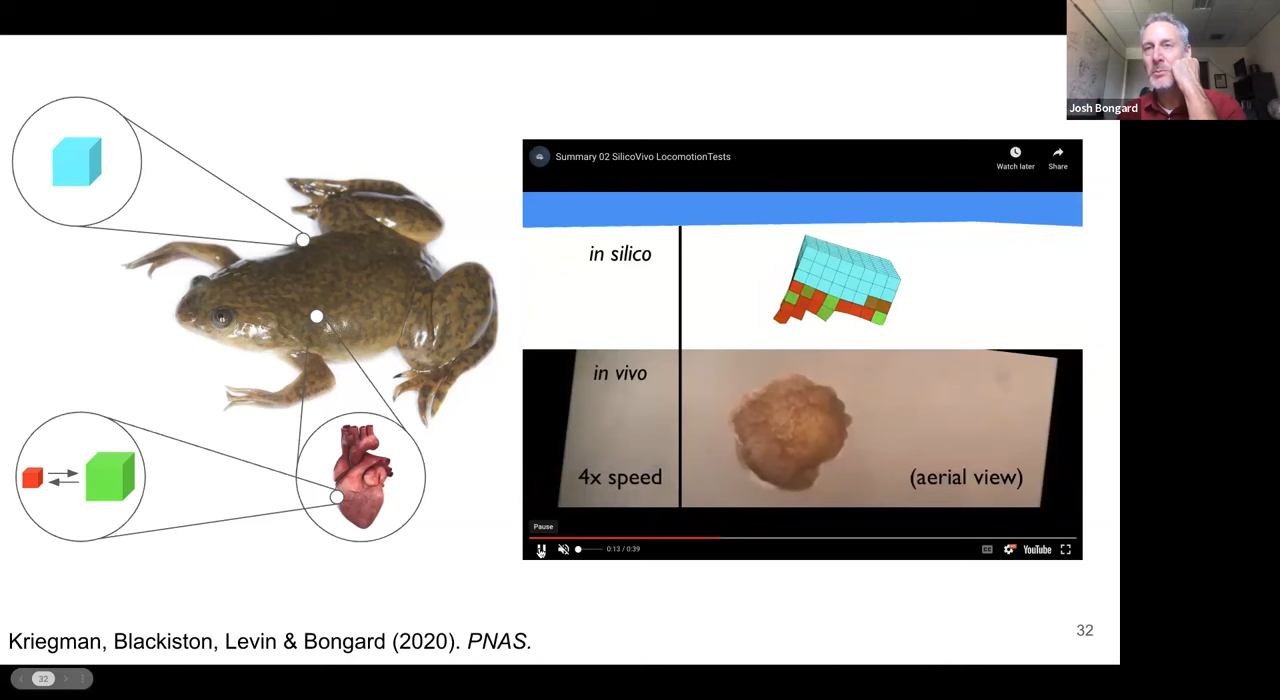 Josh Bongard
Summary 02 SilicoVivo LocomotionTests
Watch later
Share
in silico
in vivo
4x speed
(aerial view)
Pause
0:13 / 0:39
CC
YouTube
32
Kriegman, Blackiston, Levin & Bongard (2020). PNAS.
32